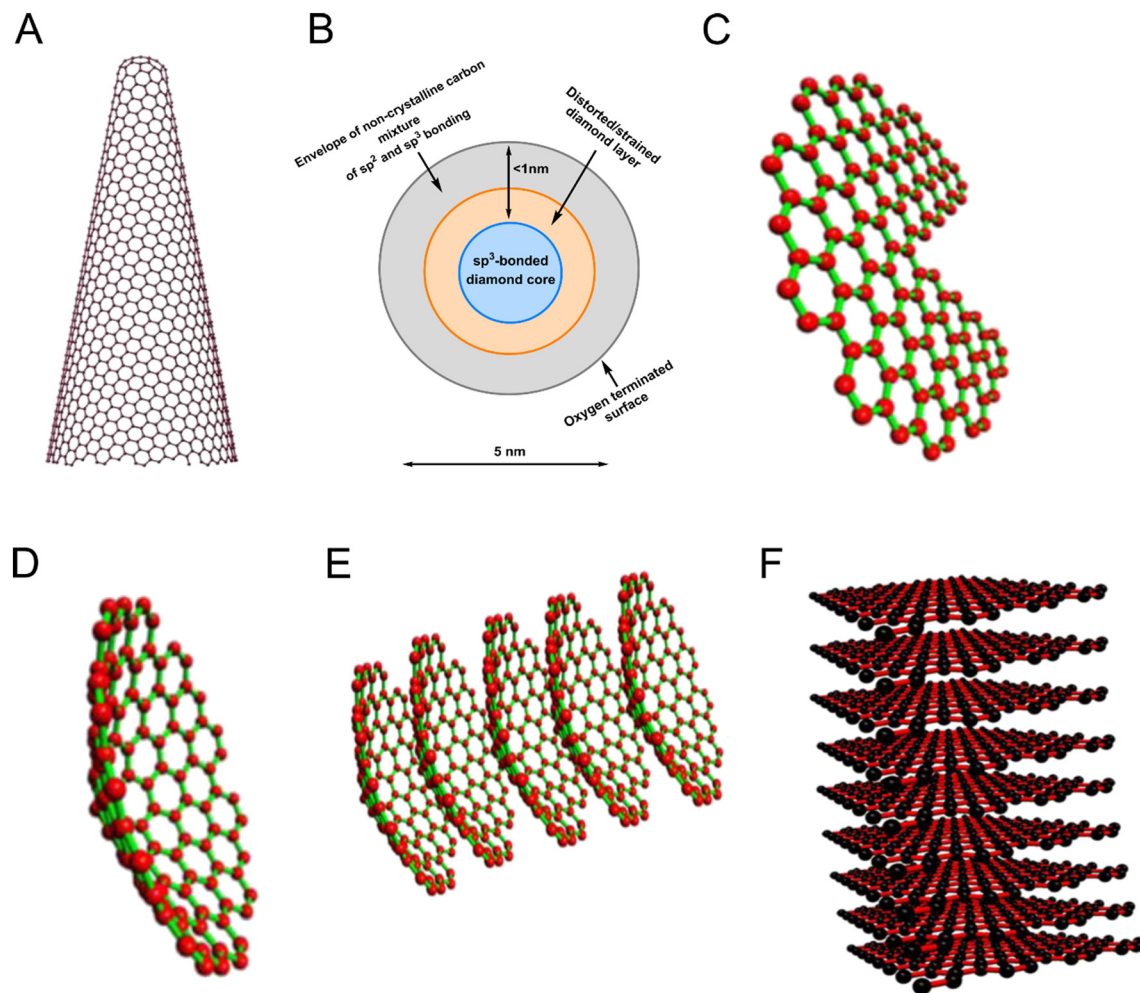 A
B
C
Envelope of non-crystalline carbon
mixture
of sp² and sp³ bonding
Distorted/strained
diamond layer
<1nm
sp³-bonded
diamond core
Oxygen terminated
surface
5 nm
D
E
F